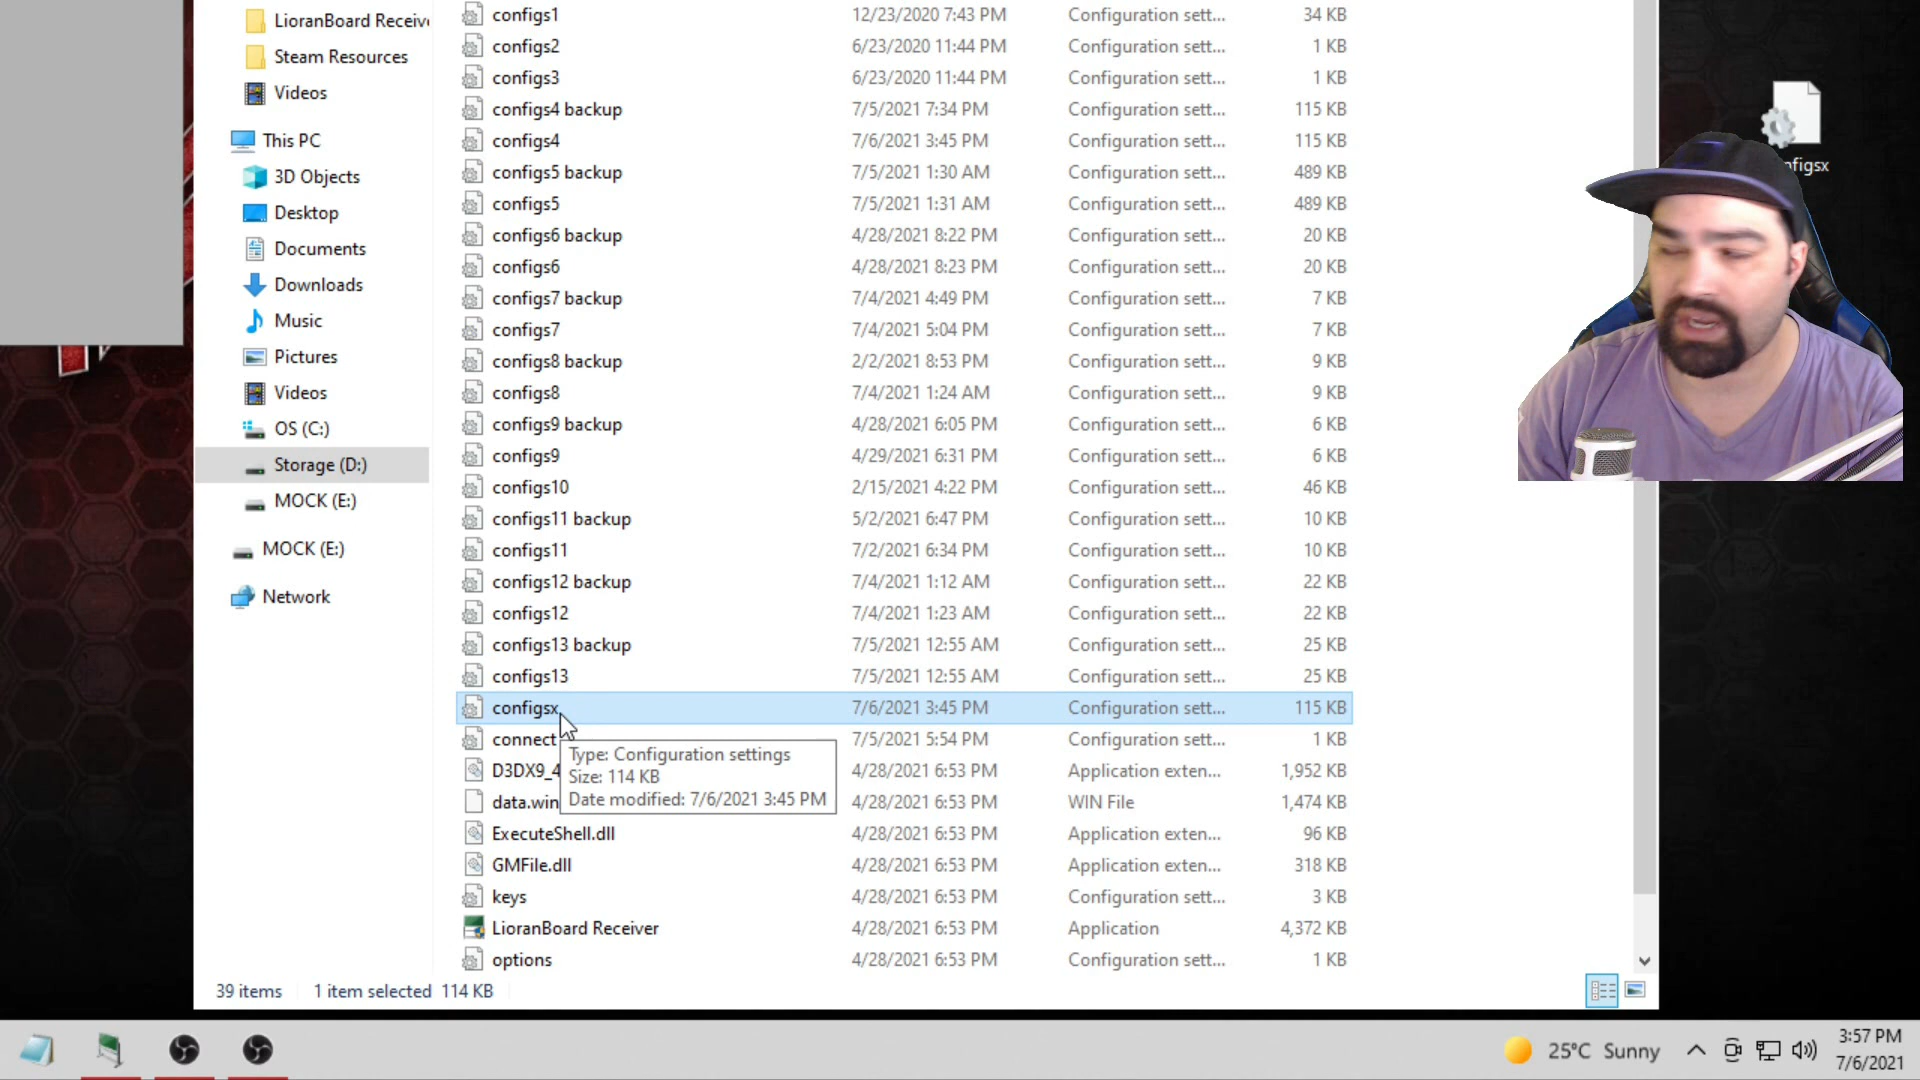 LioranBoard Receiv
Steam Resources
Videos
This PC
3D Objects
Desktop
Documents
Downloads
Music
Pictures
Videos
OS (C:)
Storage (D:)
MOCK (E:)
MOCK (E:)
Network
configs1 12/23/2020 7:43 PM Configuration sett... 34 KB
configs2 6/23/2020 11:44 PM Configuration sett... 1 KB
configs3 6/23/2020 11:44 PM Configuration sett... 1 KB
configs4 backup 7/5/2021 7:34 PM Configuration sett... 115 KB
configs4 7/6/2021 3:45 PM Configuration sett... 115 KB
configs5 backup 7/5/2021 1:30 AM Configuration sett... 489 KB
configs5 7/5/2021 1:31 AM Configuration sett... 489 KB
configs6 backup 4/28/2021 8:22 PM Configuration sett... 20 KB
configs6 4/28/2021 8:23 PM Configuration sett... 20 KB
configs7 backup 7/4/2021 4:49 PM Configuration sett... 7 KB
configs7 7/4/2021 5:04 PM Configuration sett... 7 KB
configs8 backup 2/2/2021 8:53 PM Configuration sett... 9 KB
configs8 7/4/2021 1:24 AM Configuration sett... 9 KB
configs9 backup 4/28/2021 6:05 PM Configuration sett... 6 KB
configs9 4/29/2021 6:31 PM Configuration sett... 6 KB
configs10 2/15/2021 4:22 PM Configuration sett... 46 KB
configs11 backup 5/2/2021 6:47 PM Configuration sett... 10 KB
configs11 7/2/2021 6:34 PM Configuration sett... 10 KB
configs12 backup 7/4/2021 1:12 AM Configuration sett... 22 KB
configs12 7/4/2021 1:23 AM Configuration sett... 22 KB
configs13 backup 7/5/2021 12:55 AM Configuration sett... 25 KB
configs13 7/5/2021 12:55 AM Configuration sett... 25 KB
configsx 7/6/2021 3:45 PM Configuration sett... 115 KB
connect 7/5/2021 5:54 PM Configuration sett... 1 KB
D3DX9_4 4/28/2021 6:53 PM Application exten... 1,952 KB
data.win 4/28/2021 6:53 PM WIN File 1,474 KB
ExecuteShell.dll 4/28/2021 6:53 PM Application exten... 96 KB
GMFile.dll 4/28/2021 6:53 PM Application exten... 318 KB
keys 4/28/2021 6:53 PM Configuration sett... 3 KB
LioranBoard Receiver 4/28/2021 6:53 PM Application 4,372 KB
options 4/28/2021 6:53 PM Configuration sett... 1 KB
Type: Configuration settings
Size: 114 KB
Date modified: 7/6/2021 3:45 PM
39 items 1 item selected 114 KB
figsx
25°C Sunny
3:57 PM
7/6/2021